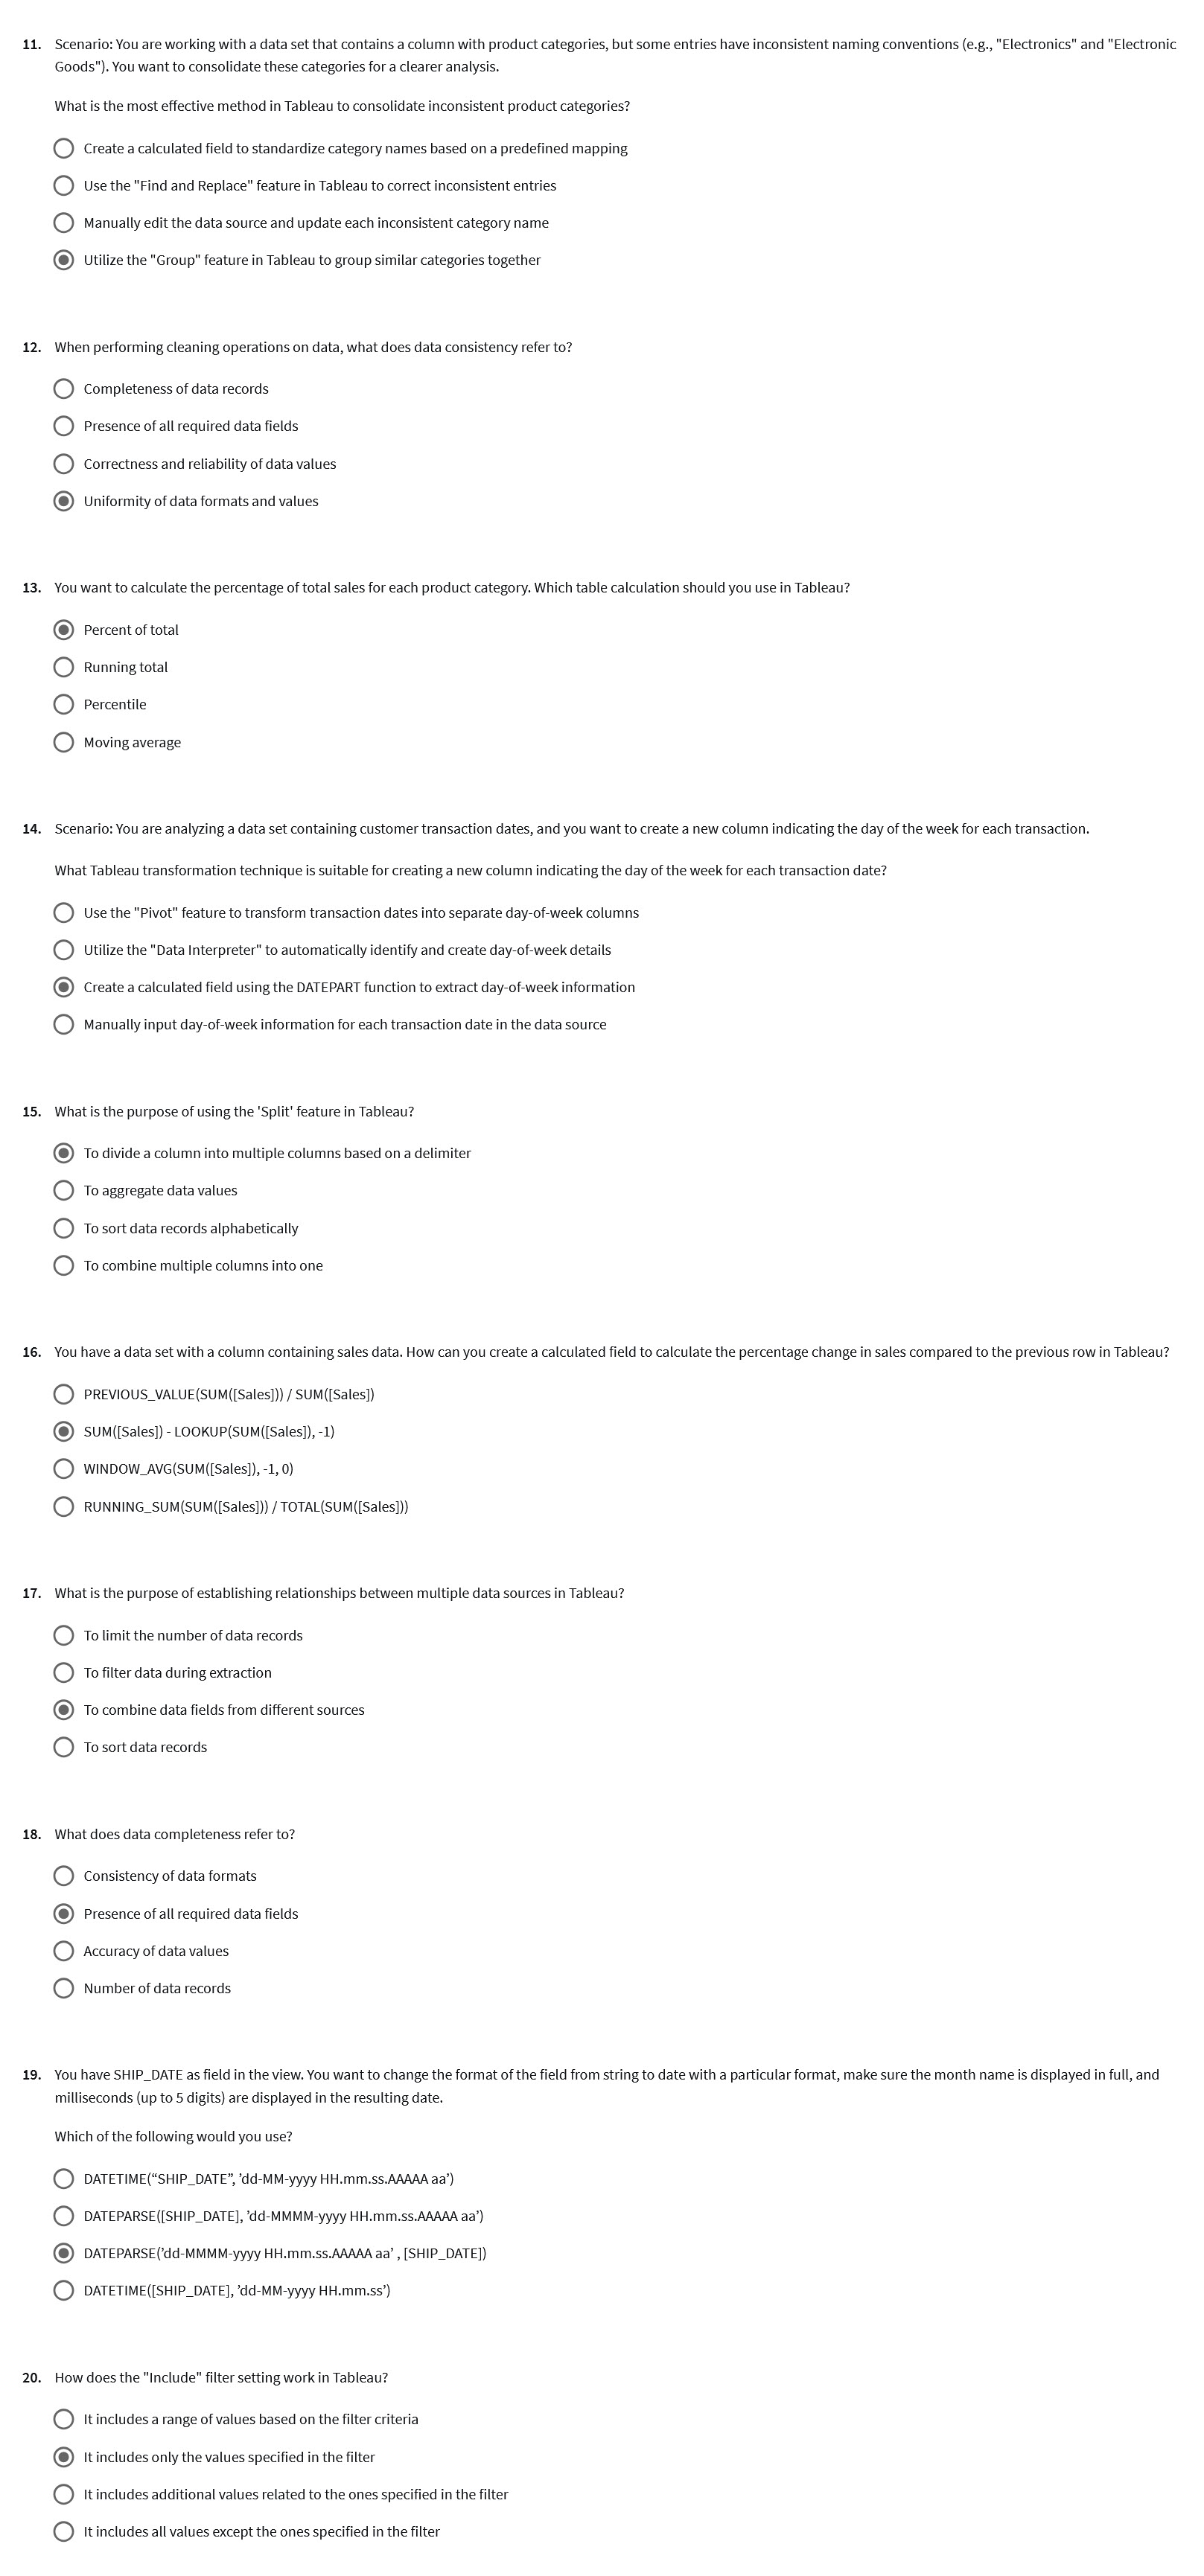 11. Scenario: You are working with a data set that contains a column with product categories, but some entries have inconsistent naming conventions (e.g., "Electronics" and "Electronic
Goods"). You want to consolidate these categories for a clearer analysis.
What is the most effective method in Tableau to consolidate inconsistent product categories?
Create a calculated field to standardize category names based on a predefined mapping
Use the "Find and Replace" feature in Tableau to correct inconsistent entries
Manually edit the data source and update each inconsistent category name
Utilize the "Group" feature in Tableau to group similar categories together
12. When performing cleaning operations on data, what does data consistency refer to?
Completeness of data records
Presence of all required data fields
Correctness and reliability of data values
Uniformity of data formats and values
13. You want to calculate the percentage of total sales for each product category. Which table calculation should you use in Tableau?
Percent of total
Running total
Percentile
Moving average
14. Scenario: You are analyzing a data set containing customer transaction dates, and you want to create a new column indicating the day of the week for each transaction.
What Tableau transformation technique is suitable for creating a new column indicating the day of the week for each transaction date?
Use the "Pivot" feature to transform transaction dates into separate day-of-week columns
Utilize the "Data Interpreter" to automatically identify and create day-of-week details
Create a calculated field using the DATEPART function to extract day-of-week information
Manually input day-of-week information for each transaction date in the data source
15. What is the purpose of using the 'Split' feature in Tableau?
To divide a column into multiple columns based on a delimiter
To aggregate data values
To sort data records alphabetically
To combine multiple columns into one
16. You have a data set with a column containing sales data. How can you create a calculated field to calculate the percentage change in sales compared to the previous row in Tableau?
PREVIOUS_VALUE(SUM([Sales])) / SUM([Sales])
SUM([Sales]) - LOOKUP(SUM([Sales]), -1)
WINDOW_AVG(SUM([Sales]), -1, 0)
RUNNING_SUM(SUM([Sales])) / TOTAL(SUM([Sales]))
17. What is the purpose of establishing relationships between multiple data sources in Tableau?
To limit the number of data records
To filter data during extraction
To combine data fields from different sources
To sort data records
18. What does data completeness refer to?
Consistency of data formats
Presence of all required data fields
Accuracy of data values
Number of data records
19. You have SHIP_DATE as field in the view. You want to change the format of the field from string to date with a particular format, make sure the month name is displayed in full, and
milliseconds (up to 5 digits) are displayed in the resulting date.
Which of the following would you use?
DATETIME(“SHIP_DATE”, ’dd-MM-yyyy HH.mm.ss.AAAAA aa’)
DATEPARSE([SHIP_DATE], ’dd-MMMM-yyyy HH.mm.ss.AAAAA aa’)
DATEPARSE(’dd-MMMM-yyyy HH.mm.ss.AAAAA aa’ , [SHIP_DATE])
DATETIME([SHIP_DATE], ’dd-MM-yyyy HH.mm.ss’)
20. How does the "Include" filter setting work in Tableau?
It includes a range of values based on the filter criteria
It includes only the values specified in the filter
It includes additional values related to the ones specified in the filter
It includes all values except the ones specified in the filter